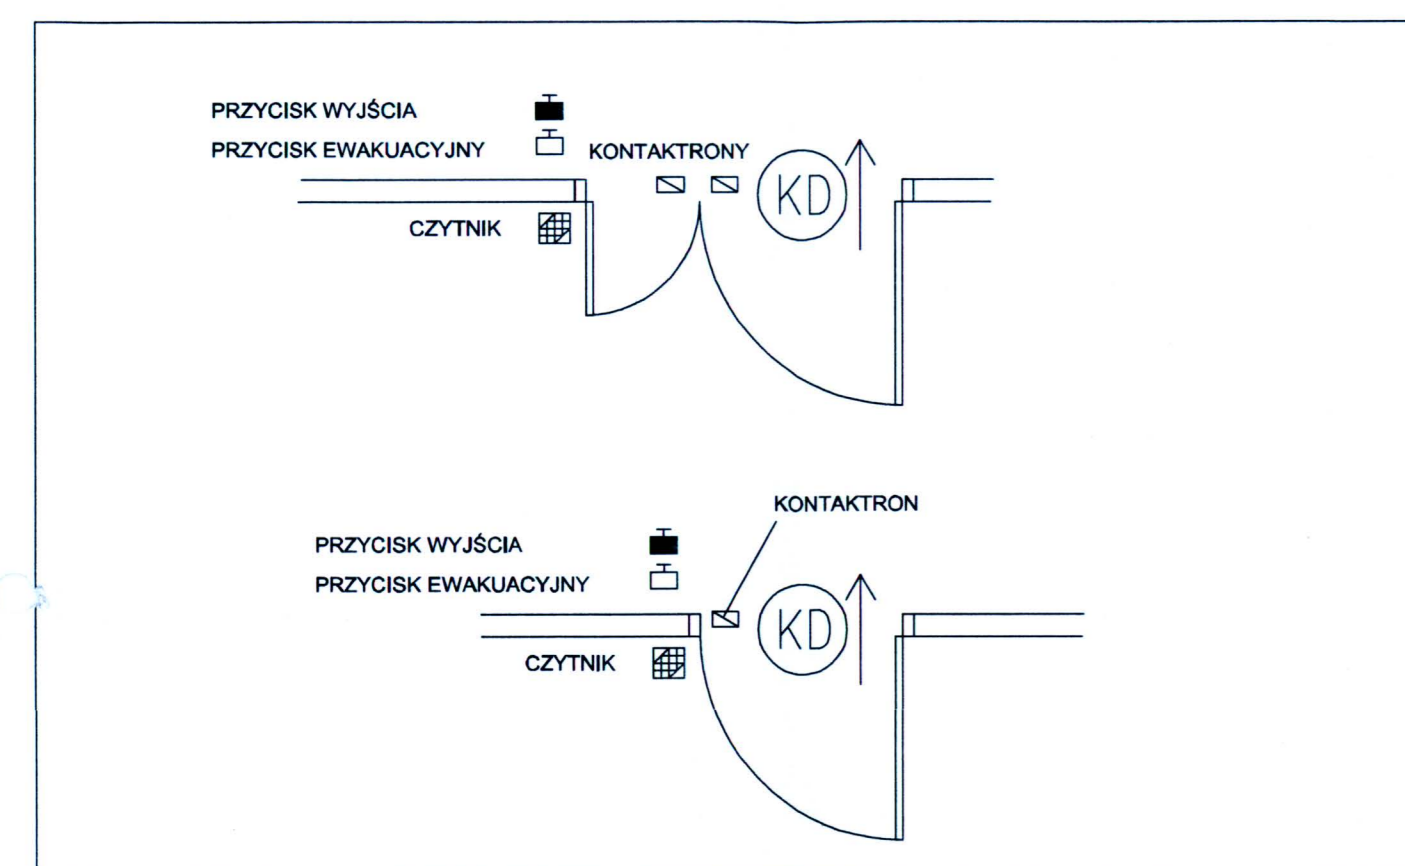 PRZYCISK WYJŚCIA
PRZYCISK EWAKUACYJNY
KONTAKTRONY
KD
CZYTNIK
KONTAKTRON
PRZYCISK WYJŚCIA
PRZYCISK EWAKUACYJNY
KD
CZYTNIK